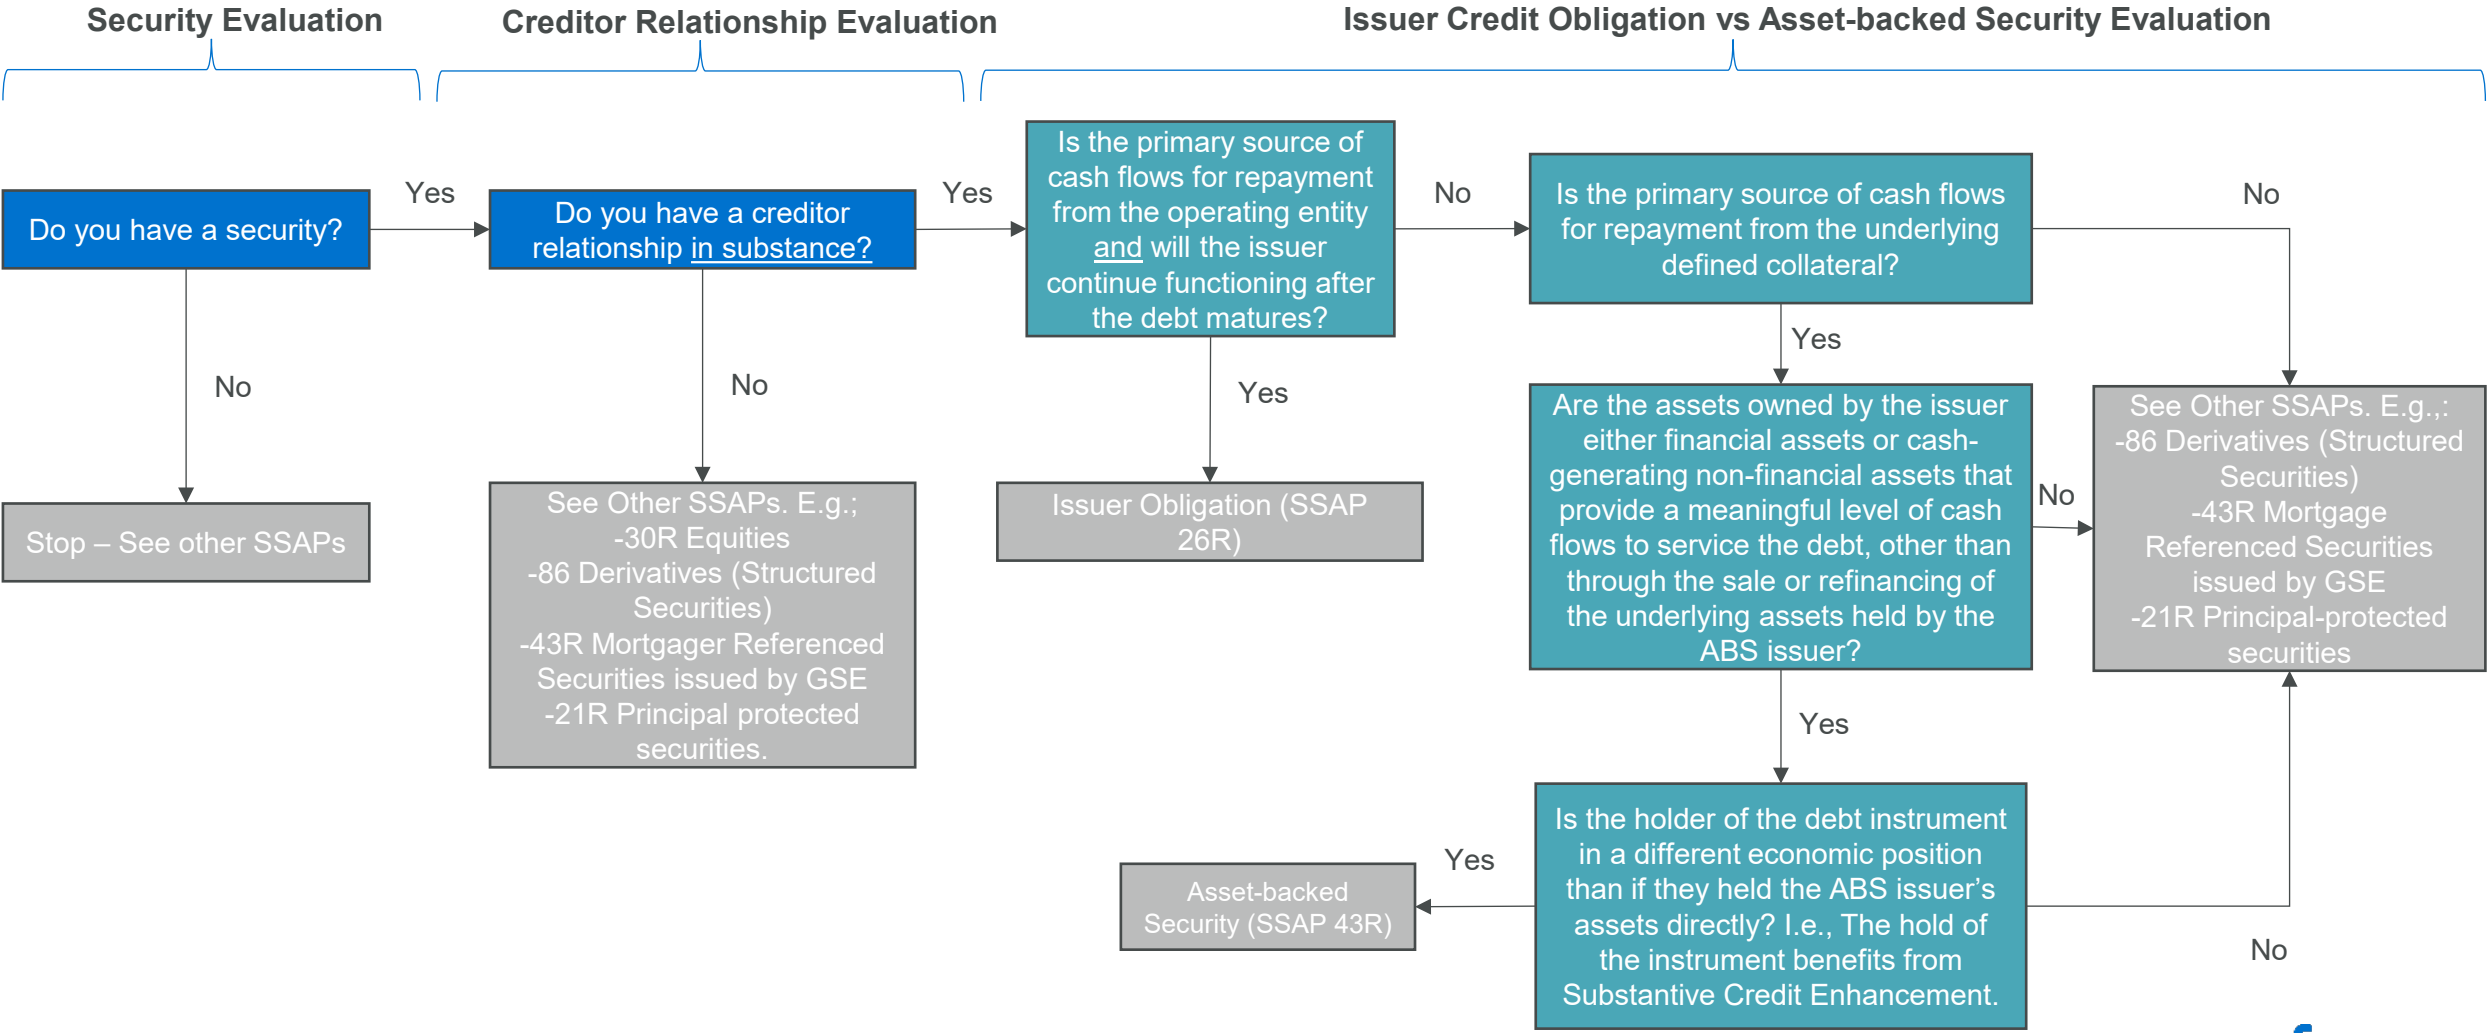 Security Evaluation
Creditor Relationship Evaluation
Issuer Credit Obligation vs Asset-backed Security Evaluation
Do you have a security?
Yes
No
Stop – See other SSAPs
Do you have a creditor
relationship in substance?
Yes
No
See Other SSAPs. E.g.;
-30R Equities
-86 Derivatives (Structured
Securities)
-43R Mortgager Referenced
Securities issued by GSE
-21R Principal protected
securities.
Is the primary source of
cash flows for repayment
from the operating entity
and will the issuer
continue functioning after
the debt matures?
No
Yes
Issuer Obligation (SSAP
26R)
Is the primary source of cash flows
for repayment from the underlying
defined collateral?
No
Yes
Are the assets owned by the issuer
either financial assets or cash-
generating non-financial assets that
provide a meaningful level of cash
flows to service the debt, other than
through the sale or refinancing of
the underlying assets held by the
ABS issuer?
No
Yes
See Other SSAPs. E.g.,:
-86 Derivatives (Structured
Securities)
-43R Mortgage
Referenced Securities
issued by GSE
-21R Principal-protected
securities
Is the holder of the debt instrument
in a different economic position
than if they held the ABS issuer’s
assets directly? I.e., The hold of
the instrument benefits from
Substantive Credit Enhancement.
Yes
No
Asset-backed
Security (SSAP 43R)